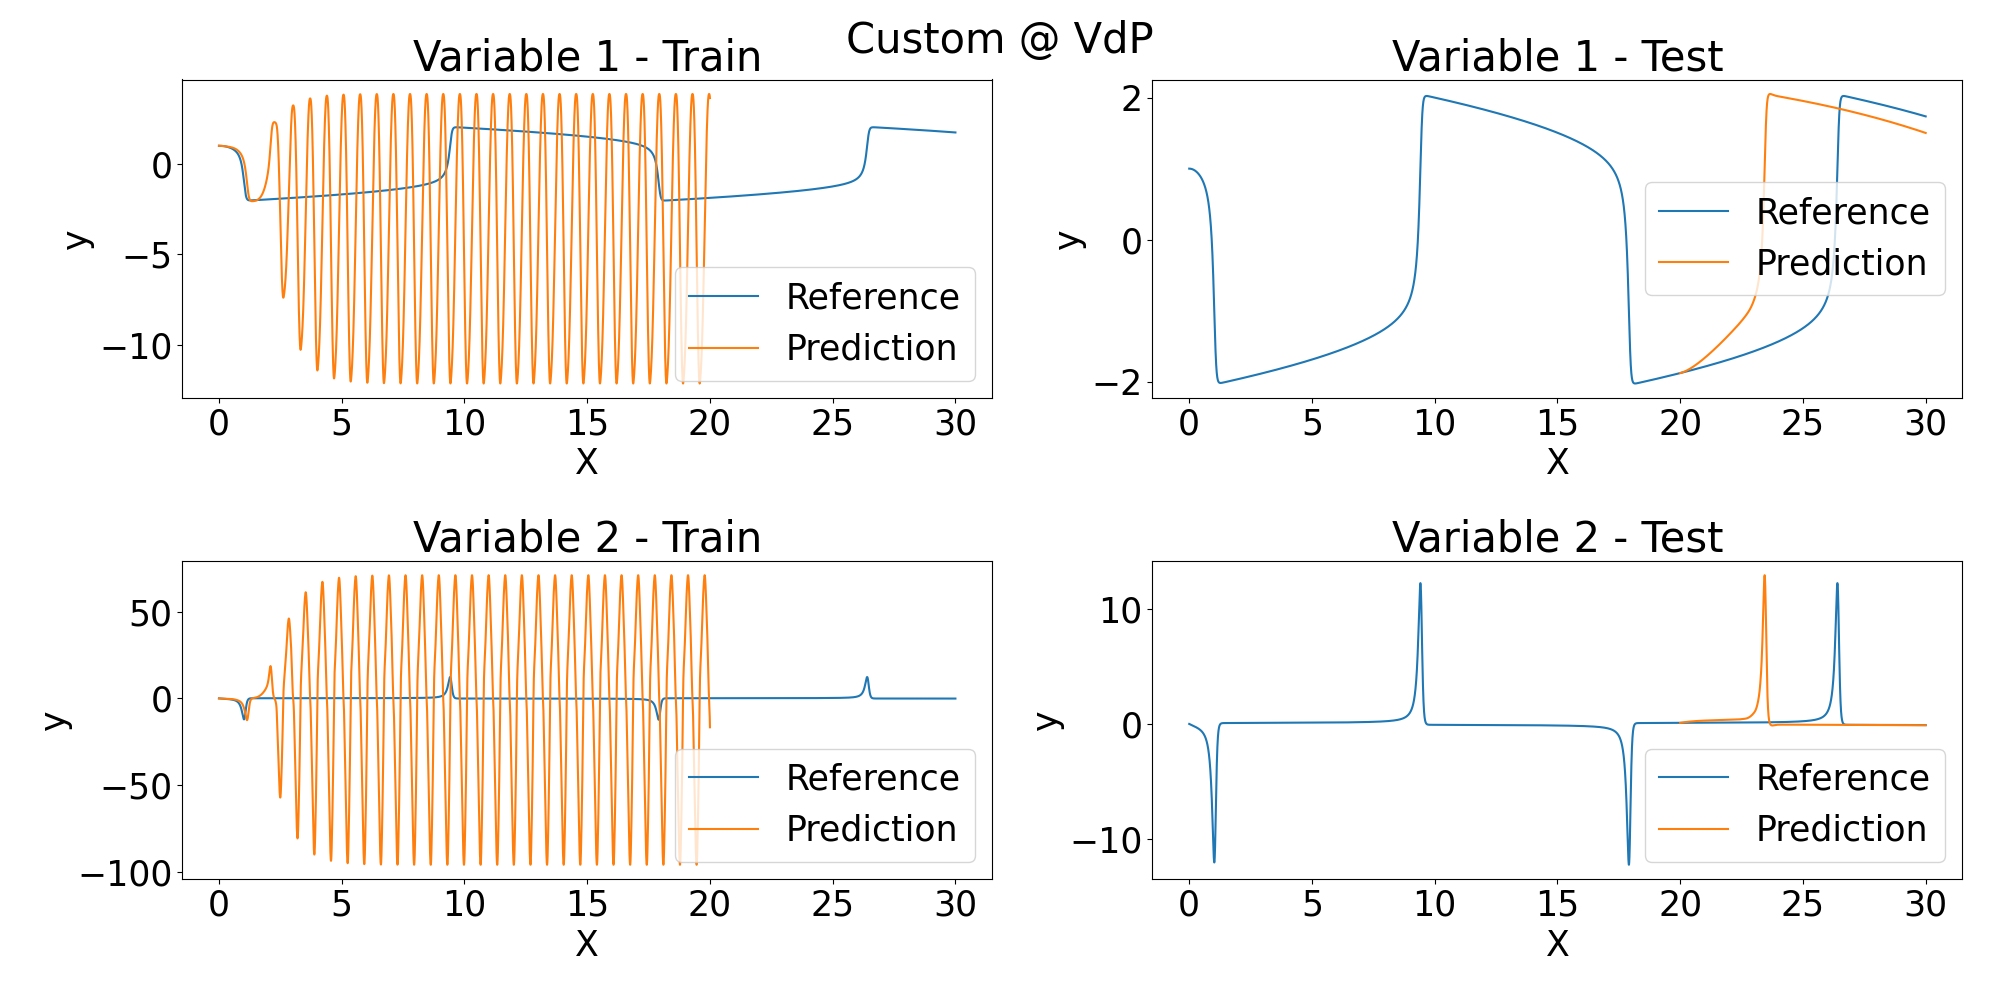 Custom @ VdP
Variable 1 - Train
0
−5
−10
y
0 5 10 15 20 25 30
X
Reference
Prediction
Variable 1 - Test
2
0
−2
y
0 5 10 15 20 25 30
X
Reference
Prediction
Variable 2 - Train
50
0
−50
−100
y
0 5 10 15 20 25 30
X
Reference
Prediction
Variable 2 - Test
10
0
−10
y
0 5 10 15 20 25 30
X
Reference
Prediction